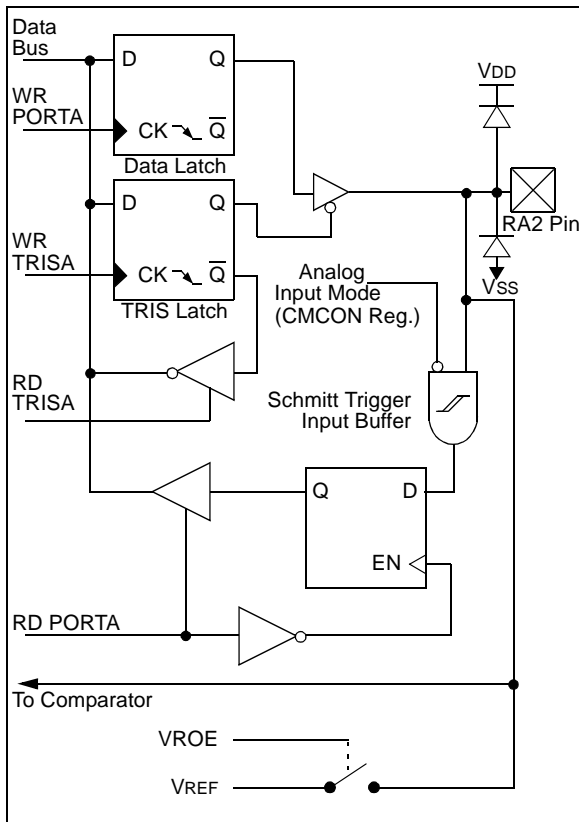 Data
Bus
D
Q
VDD
WR
PORTA
CK
Q
Data Latch
D
Q
RA2 Pin
WR
TRISA
CK
Q
Analog
Input Mode
(CMCON Reg.)
VSS
TRIS Latch
RD
TRISA
Schmitt Trigger
Input Buffer
Q
D
EN
RD PORTA
To Comparator
VROE
VREF